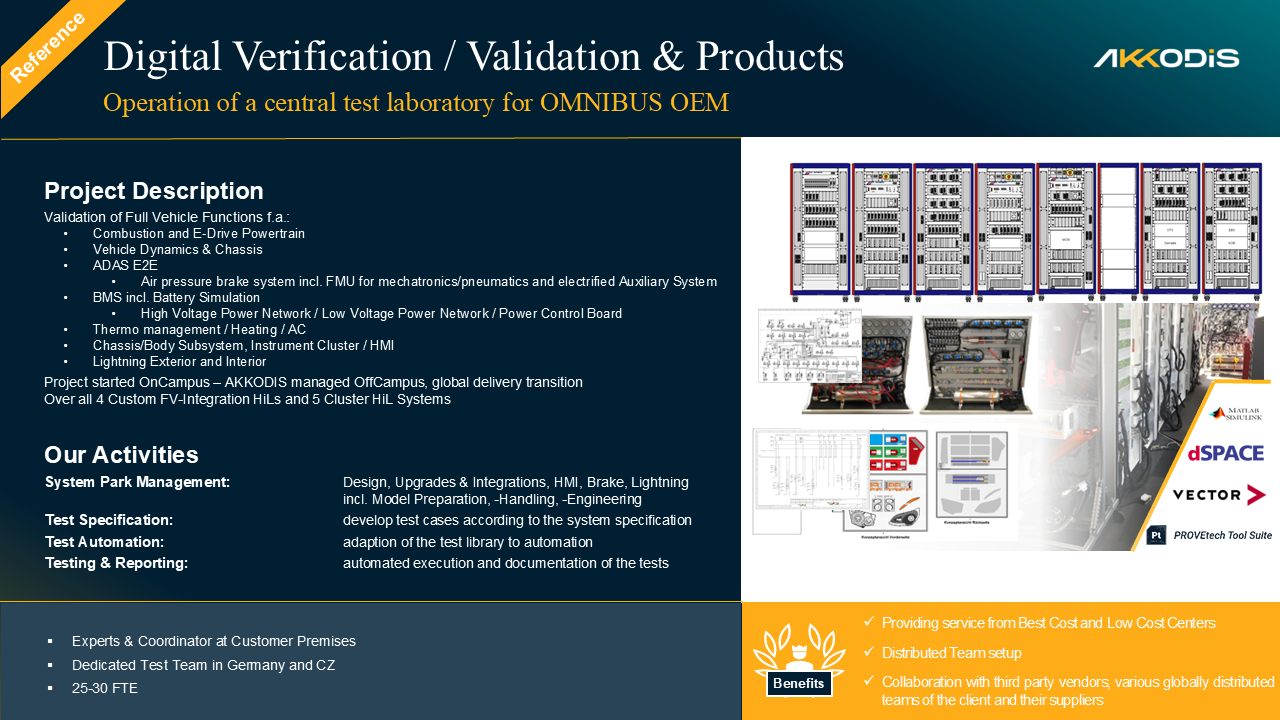 Reference
Digital Verification / Validation & Products
AKKODiS
Operation of a central test laboratory for OMNIBUS OEM
Project Description
Validation of Full Vehicle Functions f.a.:
• Combustion and E-Drive Powertrain
• Vehicle Dynamics & Chassis
• ADAS E2E
• Air pressure brake system incl. FMU for mechatronics/pneumatics and electrified Auxiliary System
• BMS incl. Battery Simulation
• High Voltage Power Network / Low Voltage Power Network / Power Control Board
• Thermo management / Heating / AC
• Chassis/Body Subsystem, Instrument Cluster / HMI
• Lightning Exterior and Interior
Project started OnCampus – AKKODIS managed OffCampus, global delivery transition
Over all 4 Custom FV-Integration HiLs and 5 Cluster HiL Systems
Our Activities
System Park Management: Design, Upgrades & Integrations, HMI, Brake, Lightning
incl. Model Preparation, -Handling, -Engineering
Test Specification: develop test cases according to the system specification
Test Automation: adaption of the test library to automation
Testing & Reporting: automated execution and documentation of the tests
MATLAB
SIMULINK
dSPACE
VECTOR
Pt PROVEtech Tool Suite
▪ Experts & Coordinator at Customer Premises
▪ Dedicated Test Team in Germany and CZ
▪ 25-30 FTE
Benefits
✓ Providing service from Best Cost and Low Cost Centers
✓ Distributed Team setup
✓ Collaboration with third party vendors, various globally distributed
teams of the client and their suppliers